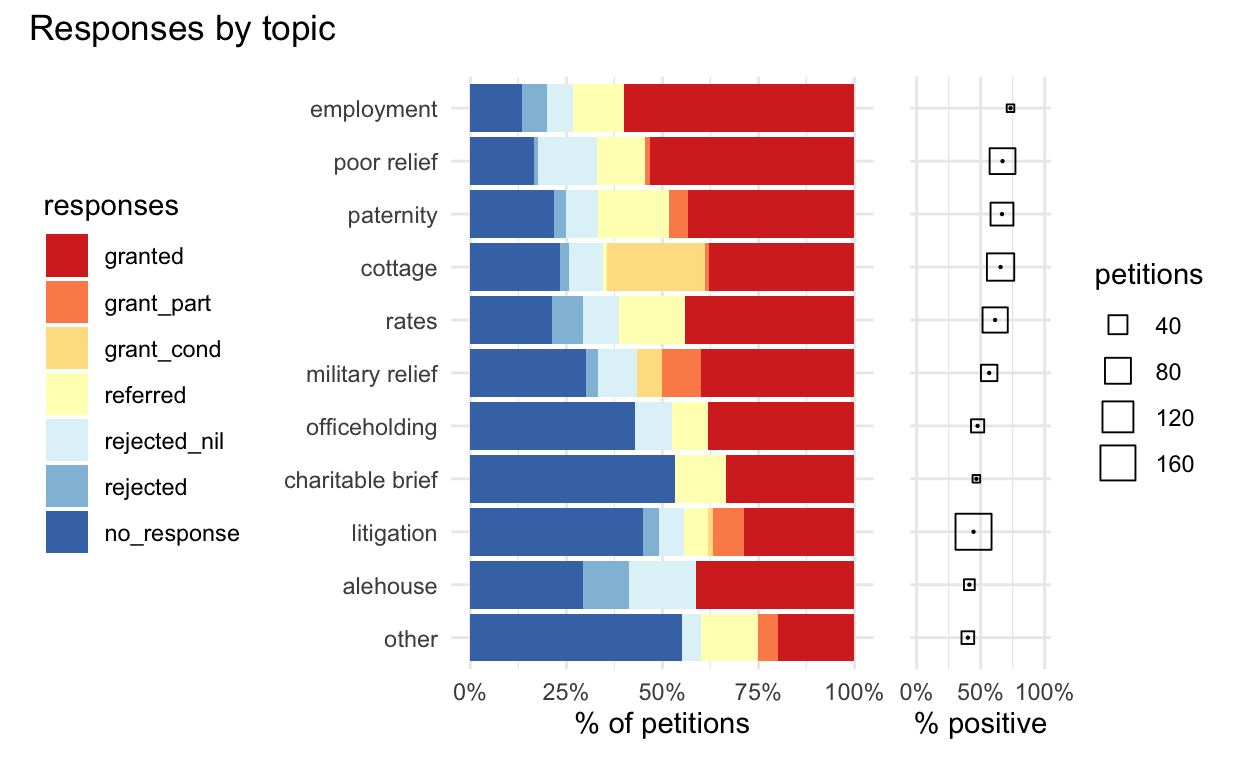 Responses by topic
responses
granted
grant_part
grant_cond
referred
rejected_nil
rejected
no_response
employment
poor relief
paternity
cottage
rates
military relief
officeholding
charitable brief
litigation
alehouse
other
0% 25% 50% 75% 100%
% of petitions
0% 50% 100%
% positive
petitions
40
80
120
160